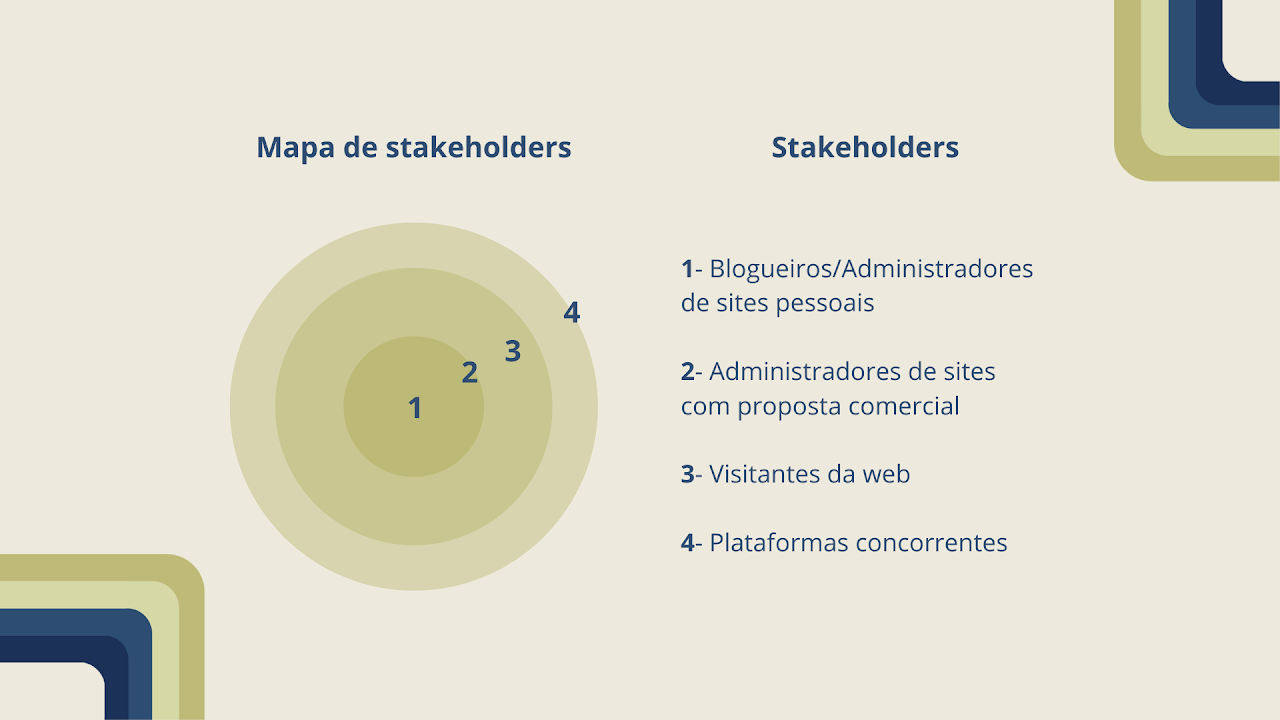 Mapa de stakeholders
4
3
2
1
Stakeholders
1- Blogueiros/Administradores
de sites pessoais
2- Administradores de sites
com proposta comercial
3- Visitantes da web
4- Plataformas concorrentes